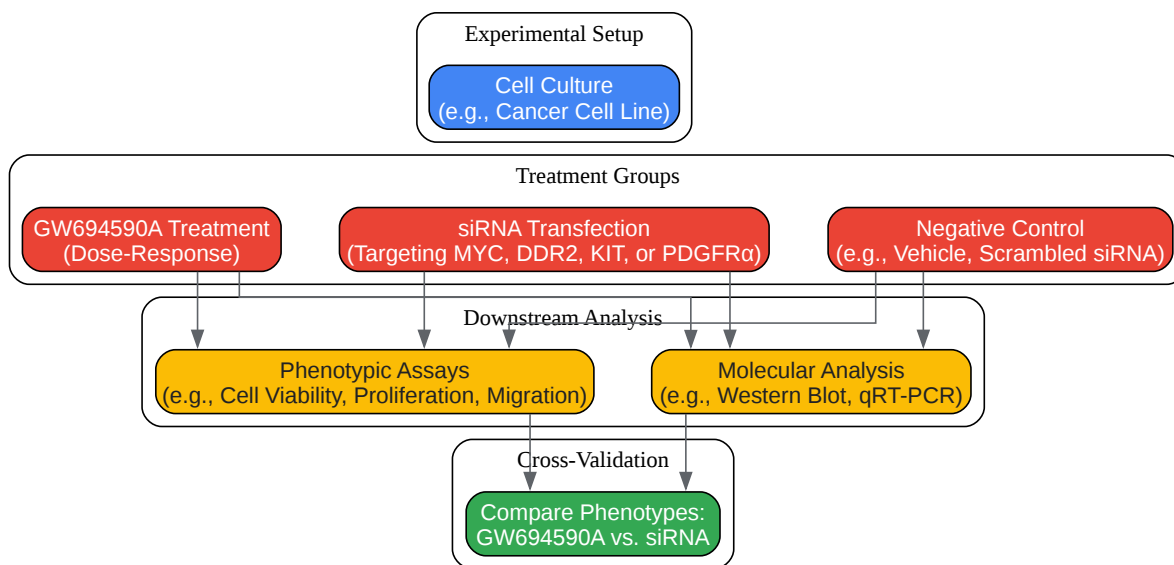 Experimental Setup
Cell Culture
(e.g., Cancer Cell Line)
Treatment Groups
GW694590A Treatment
(Dose-Response)
siRNA Transfection
(Targeting MYC, DDR2, KIT, or PDGFRα)
Negative Control
(e.g., Vehicle, Scrambled siRNA)
Downstream Analysis
Phenotypic Assays
(e.g., Cell Viability, Proliferation, Migration)
Molecular Analysis
(e.g., Western Blot, qRT-PCR)
Cross-Validation
Compare Phenotypes:
GW694590A vs. siRNA